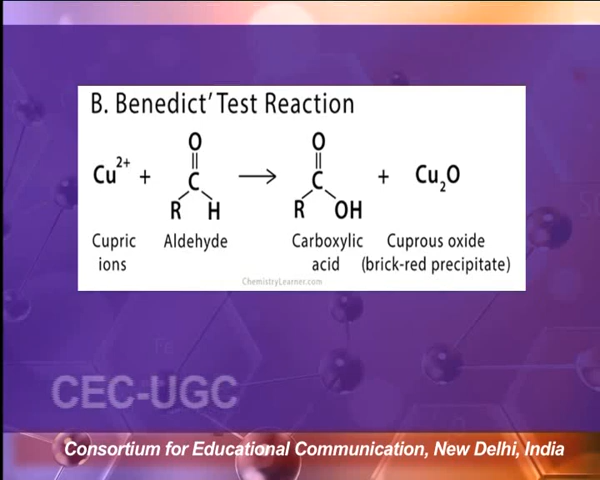 B. Benedict' Test Reaction
O
||
Cu2+ + C R H → O || C R OH + Cu2O
Cupric ions
Aldehyde
Carboxylic acid
Cuprous oxide
(brick-red precipitate)
ChemistryLearner.com
CEC-UGC
Consortium for Educational Communication, New Delhi, India